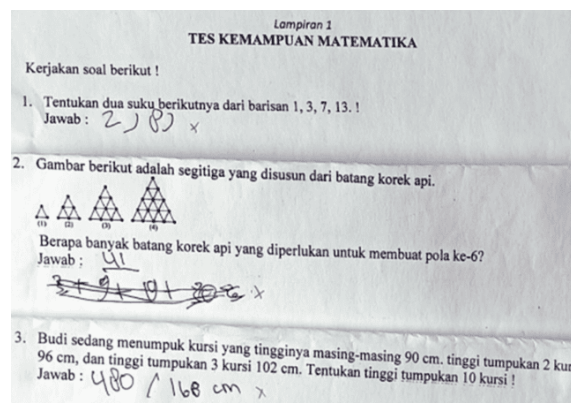 Lampiran 1
TES KEMAMPUAN MATEMATIKA
Kerjakan soal berikut !
1. Tentukan dua suku berikutnya dari barisan 1, 3, 7, 13. !
Jawab : 2, 8, x
2. Gambar berikut adalah segitiga yang disusun dari batang korek api.
(1) (2) (3) (4)
Berapa banyak batang korek api yang diperlukan untuk membuat pola ke-6?
Jawab : 41
x
3. Budi sedang menumpuk kursi yang tingginya masing-masing 90 cm. tinggi tumpukan 2 kur
96 cm, dan tinggi tumpukan 3 kursi 102 cm. Tentukan tinggi tumpukan 10 kursi !
Jawab : 480 / 168 cm x